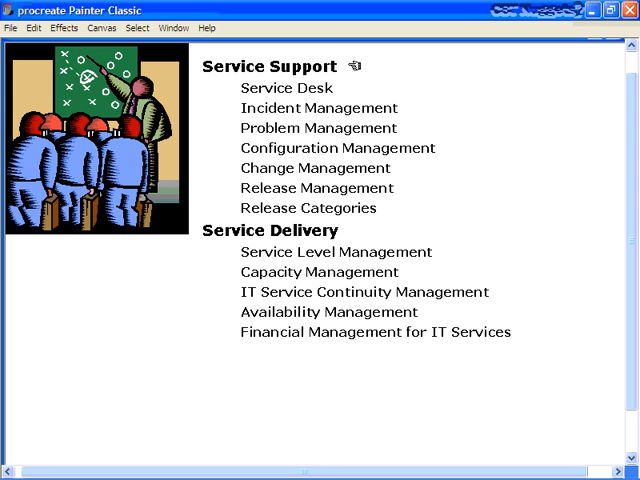 procreate Painter Classic
File Edit Effects Canvas Select Window Help
Service Support
Service Desk
Incident Management
Problem Management
Configuration Management
Change Management
Release Management
Release Categories
Service Delivery
Service Level Management
Capacity Management
IT Service Continuity Management
Availability Management
Financial Management for IT Services